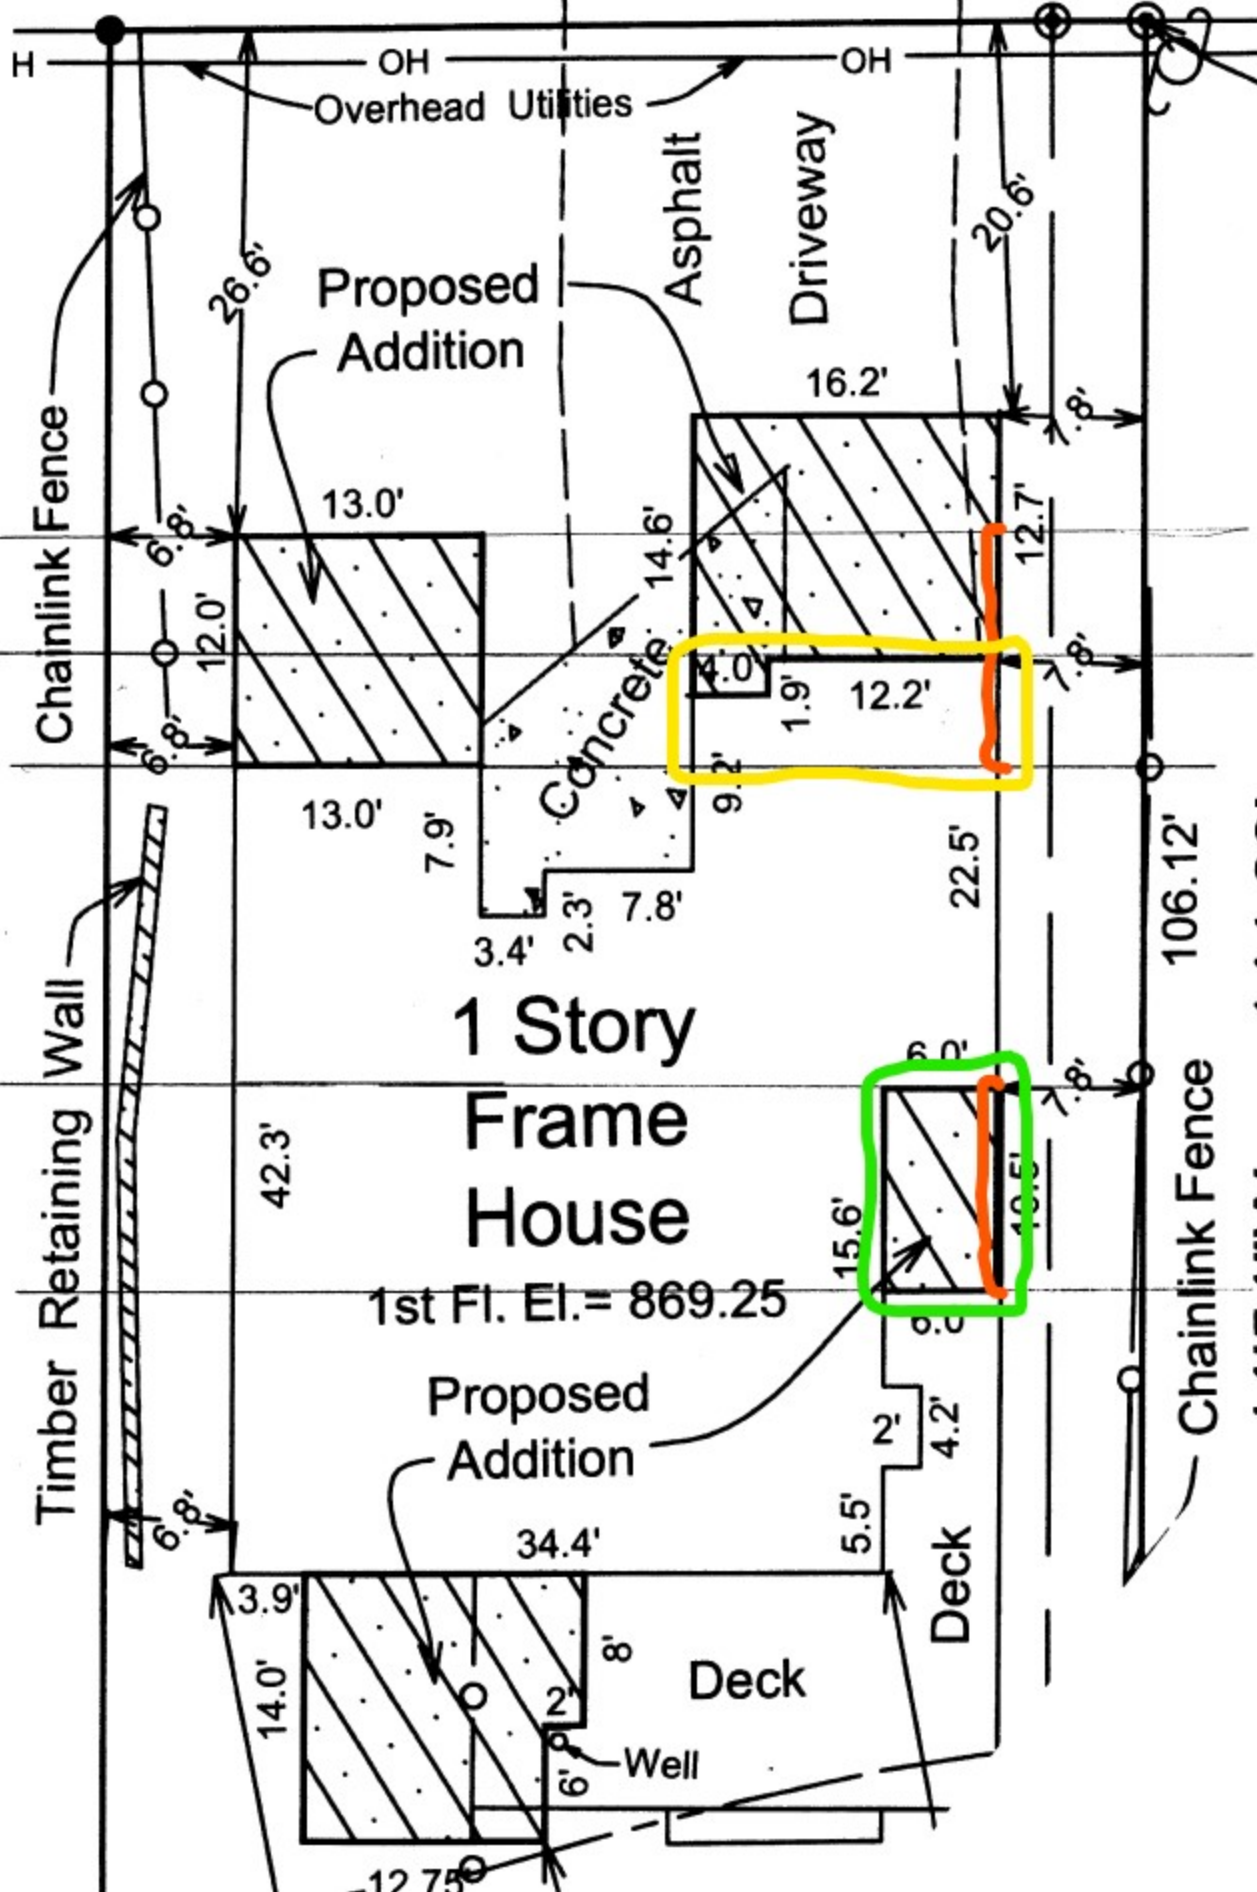 H
OH
OH
Overhead Utilities
Asphalt
Driveway
20.6'
26.6'
Proposed
Addition
Chainlink Fence
16.2'
7.8'
13.0'
6.8'
14.6'
12.7'
12.0'
Concrete
4.0'
1.9'
12.2'
7.8'
6.8'
13.0'
7.9'
9.2'
22.5'
106.12'
3.4'
2.3'
7.8'
Timber Retaining Wall
1 Story
Frame
House
1st Fl. El.= 869.25
42.3'
6.0'
7.8'
15.6'
6.0'
Chainlink Fence
Proposed
Addition
2'
4.2'
5.5'
6.8'
34.4'
3.9'
Deck
14.0'
8'
Deck
2'
Well
6'
12.75'